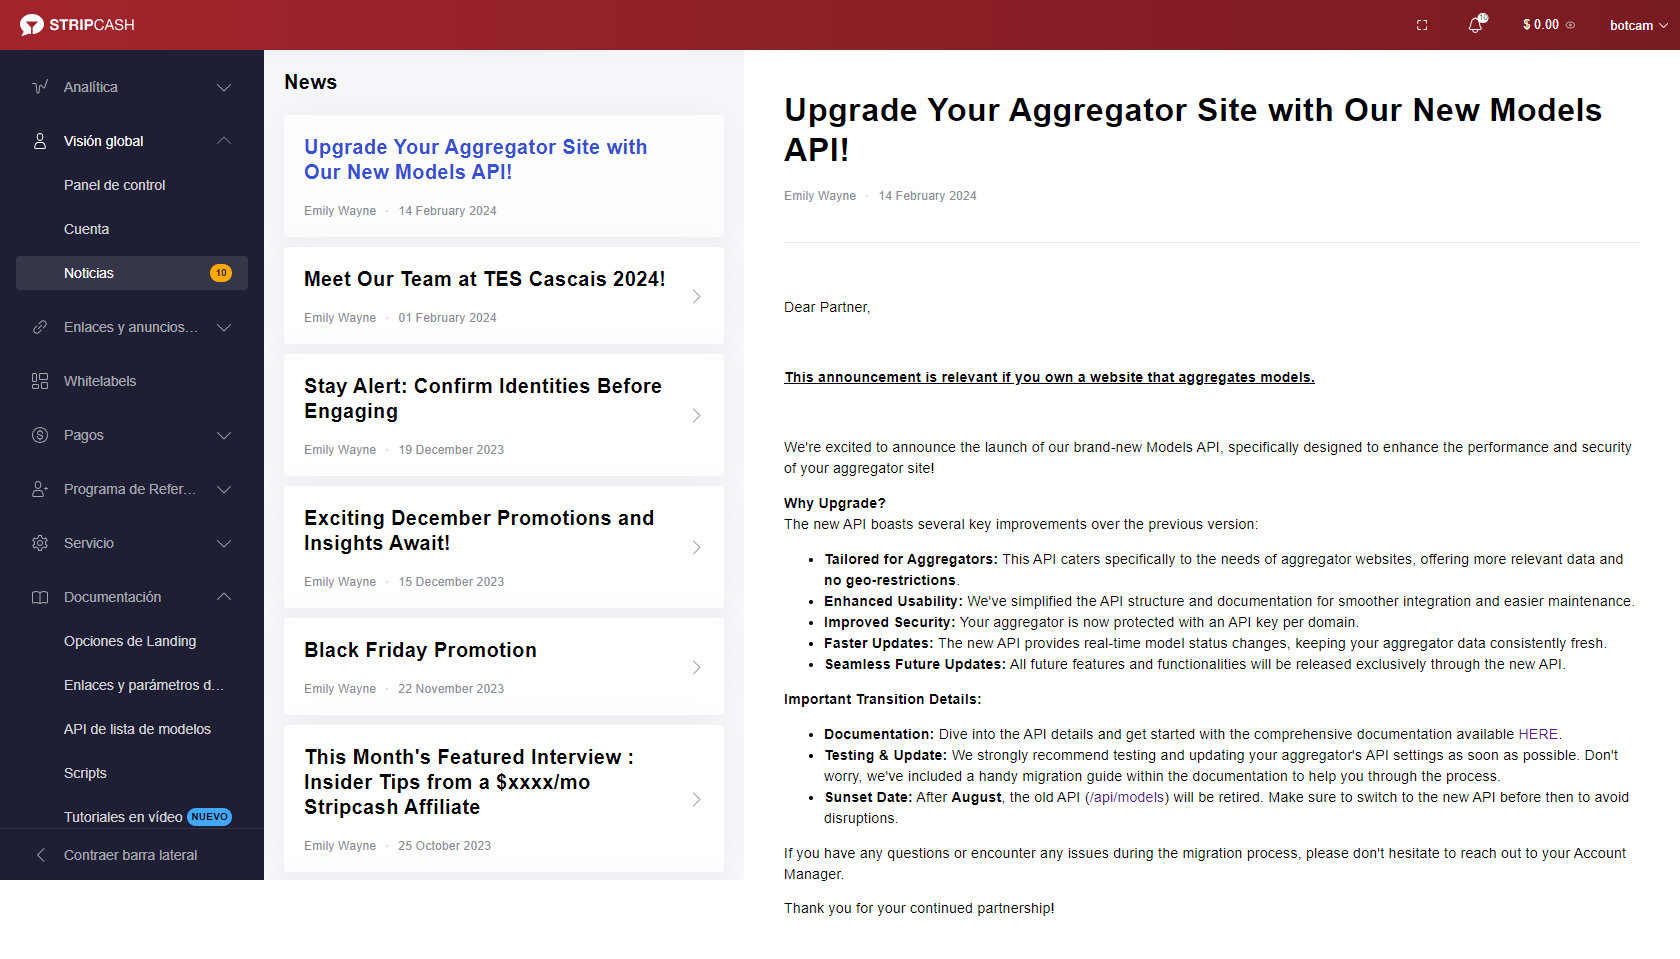 STRIPCASH
10
$ 0.00
botcam
Analítica
Visión global
Panel de control
Cuenta
Noticias
10
Enlaces y anuncios...
Whitelabels
Pagos
Programa de Refer...
Servicio
Documentación
Opciones de Landing
Enlaces y parámetros d...
API de lista de modelos
Scripts
Tutoriales en vídeo NUEVO
Contraer barra lateral
News
Upgrade Your Aggregator Site with
Our New Models API!
Emily Wayne · 14 February 2024
Meet Our Team at TES Cascais 2024!
Emily Wayne · 01 February 2024
Stay Alert: Confirm Identities Before
Engaging
Emily Wayne · 19 December 2023
Exciting December Promotions and
Insights Await!
Emily Wayne · 15 December 2023
Black Friday Promotion
Emily Wayne · 22 November 2023
This Month's Featured Interview :
Insider Tips from a $xxxx/mo
Stripcash Affiliate
Emily Wayne · 25 October 2023
Upgrade Your Aggregator Site with Our New Models
API!
Emily Wayne · 14 February 2024
Dear Partner,
This announcement is relevant if you own a website that aggregates models.
We're excited to announce the launch of our brand-new Models API, specifically designed to enhance the performance and security
of your aggregator site!
Why Upgrade?
The new API boasts several key improvements over the previous version:
• Tailored for Aggregators: This API caters specifically to the needs of aggregator websites, offering more relevant data and
no geo-restrictions.
• Enhanced Usability: We've simplified the API structure and documentation for smoother integration and easier maintenance.
• Improved Security: Your aggregator is now protected with an API key per domain.
• Faster Updates: The new API provides real-time model status changes, keeping your aggregator data consistently fresh.
• Seamless Future Updates: All future features and functionalities will be released exclusively through the new API.
Important Transition Details:
• Documentation: Dive into the API details and get started with the comprehensive documentation available HERE.
• Testing & Update: We strongly recommend testing and updating your aggregator's API settings as soon as possible. Don't
worry, we've included a handy migration guide within the documentation to help you through the process.
• Sunset Date: After August, the old API (/api/models) will be retired. Make sure to switch to the new API before then to avoid
disruptions.
If you have any questions or encounter any issues during the migration process, please don't hesitate to reach out to your Account
Manager.
Thank you for your continued partnership!